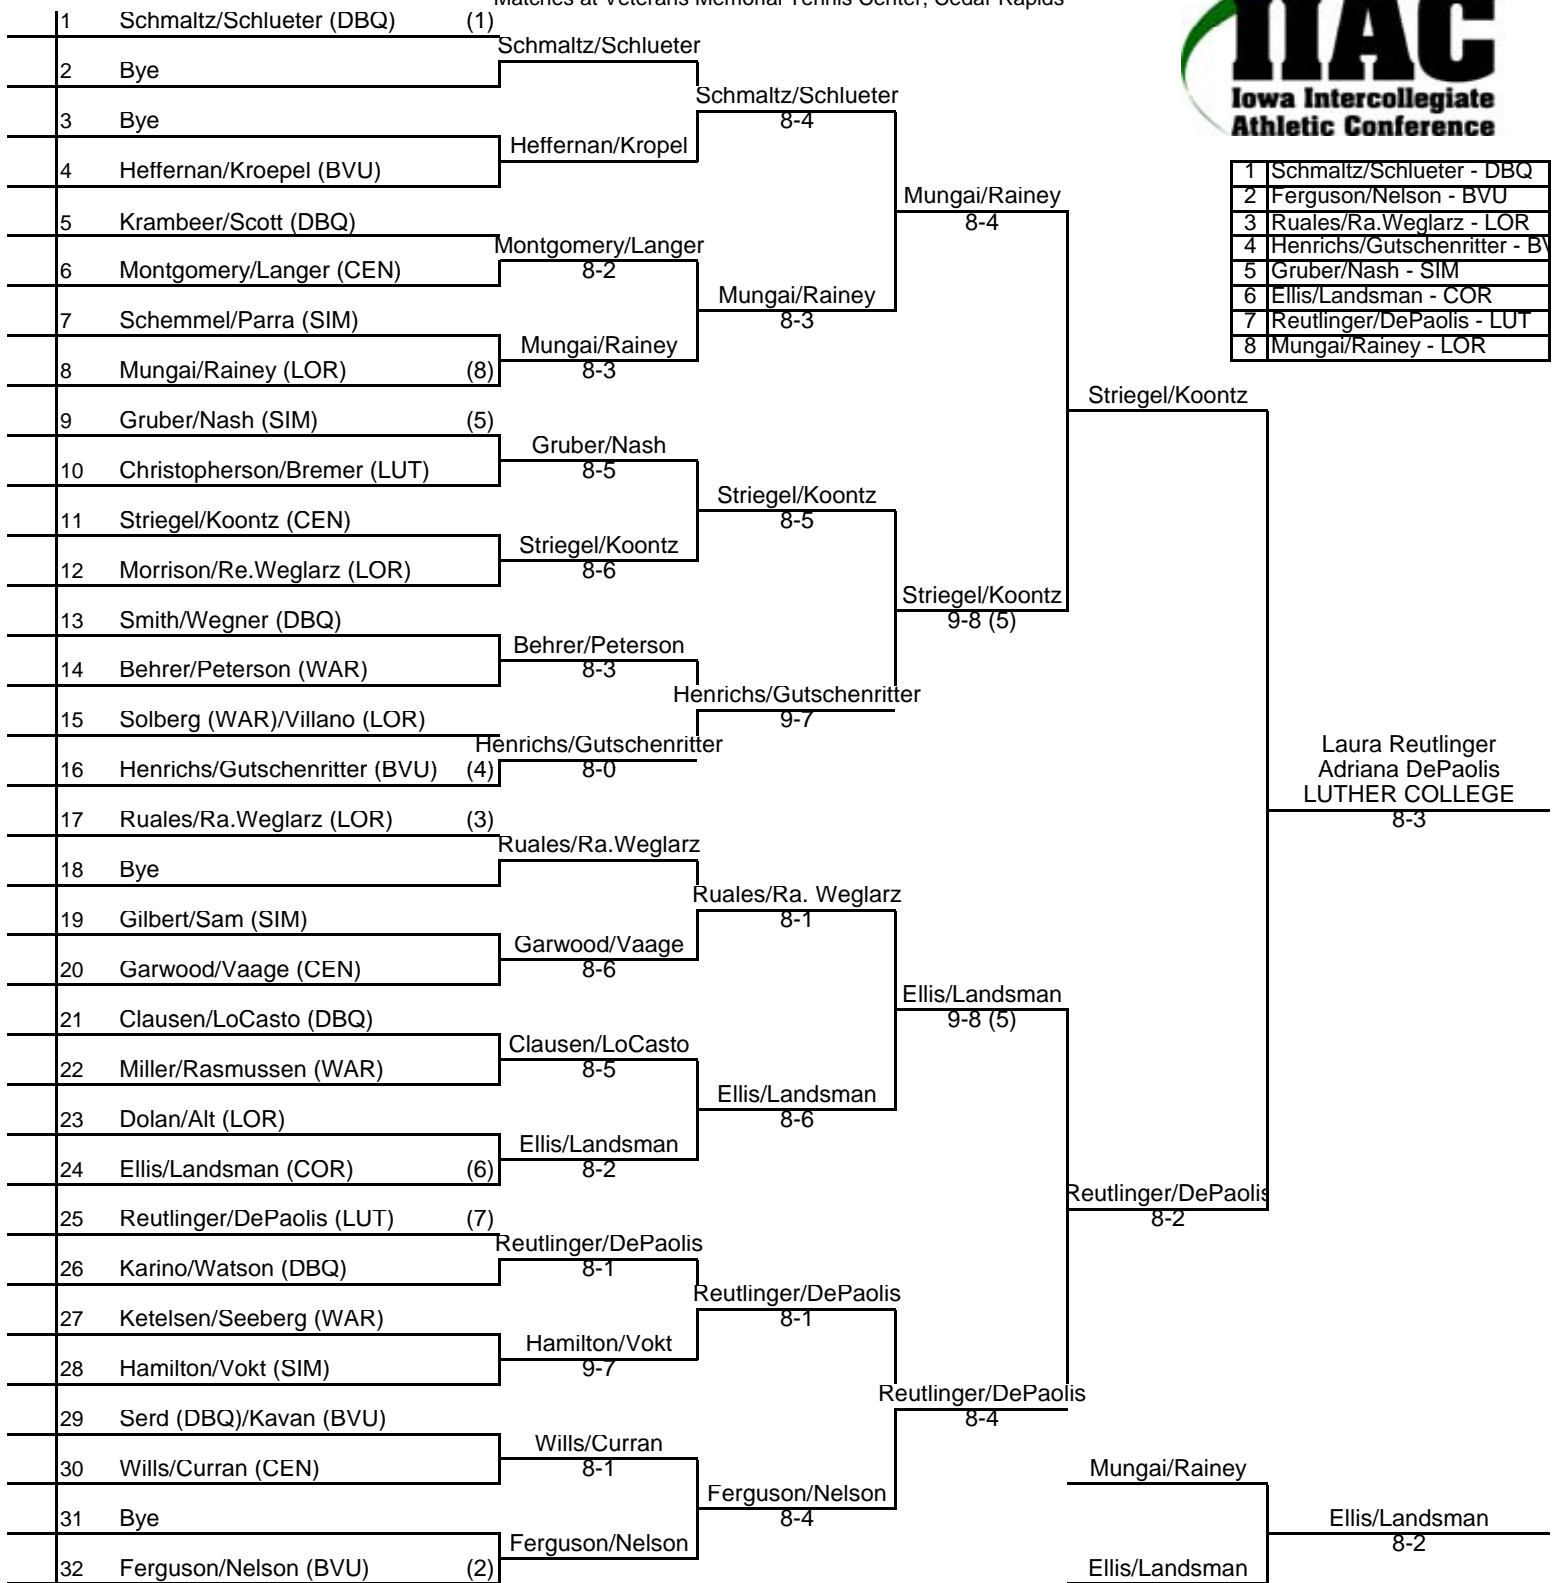 Matches at Veterans Memorial Tennis Center, Cedar Rapids
IIAC
Iowa Intercollegiate
Athletic Conference
1 Schmaltz/Schlueter - DBQ
2 Ferguson/Nelson - BVU
3 Ruales/Ra.Weglarz - LOR
4 Henrichs/Gutschenritter - BV
5 Gruber/Nash - SIM
6 Ellis/Landsman - COR
7 Reutlinger/DePaolis - LUT
8 Mungai/Rainey - LOR
1 Schmaltz/Schlueter (DBQ) (1)
2 Bye
3 Bye
4 Heffernan/Kroepel (BVU)
5 Krambeer/Scott (DBQ)
6 Montgomery/Langer (CEN)
7 Schemmel/Parra (SIM)
8 Mungai/Rainey (LOR) (8)
9 Gruber/Nash (SIM) (5)
10 Christopherson/Bremer (LUT)
11 Striegel/Koontz (CEN)
12 Morrison/Re.Weglarz (LOR)
13 Smith/Wegner (DBQ)
14 Behrer/Peterson (WAR)
15 Solberg (WAR)/Villano (LOR)
16 Henrichs/Gutschenritter (BVU) (4)
17 Ruales/Ra.Weglarz (LOR) (3)
18 Bye
19 Gilbert/Sam (SIM)
20 Garwood/Vaage (CEN)
21 Clausen/LoCasto (DBQ)
22 Miller/Rasmussen (WAR)
23 Dolan/Alt (LOR)
24 Ellis/Landsman (COR) (6)
25 Reutlinger/DePaolis (LUT) (7)
26 Karino/Watson (DBQ)
27 Ketelsen/Seeberg (WAR)
28 Hamilton/Vokt (SIM)
29 Serd (DBQ)/Kavan (BVU)
30 Wills/Curran (CEN)
31 Bye
32 Ferguson/Nelson (BVU) (2)
Schmaltz/Schlueter
Heffernan/Kropel
Montgomery/Langer
8-2
Mungai/Rainey
8-3
Gruber/Nash
8-5
Striegel/Koontz
8-6
Behrer/Peterson
8-3
Henrichs/Gutschenritter
8-0
Ruales/Ra.Weglarz
Garwood/Vaage
8-6
Clausen/LoCasto
8-5
Ellis/Landsman
8-2
Reutlinger/DePaolis
8-1
Hamilton/Vokt
9-7
Wills/Curran
8-1
Ferguson/Nelson
Schmaltz/Schlueter
8-4
Mungai/Rainey
8-3
Striegel/Koontz
8-5
Henrichs/Gutschenritter
9-7
Ruales/Ra. Weglarz
8-1
Ellis/Landsman
8-6
Reutlinger/DePaolis
8-1
Ferguson/Nelson
8-4
Mungai/Rainey
8-4
Striegel/Koontz
9-8 (5)
Ellis/Landsman
9-8 (5)
Reutlinger/DePaolis
8-4
Striegel/Koontz
Reutlinger/DePaolis
8-2
Laura Reutlinger
Adriana DePaolis
LUTHER COLLEGE
8-3
Mungai/Rainey
Ellis/Landsman
Ellis/Landsman
8-2